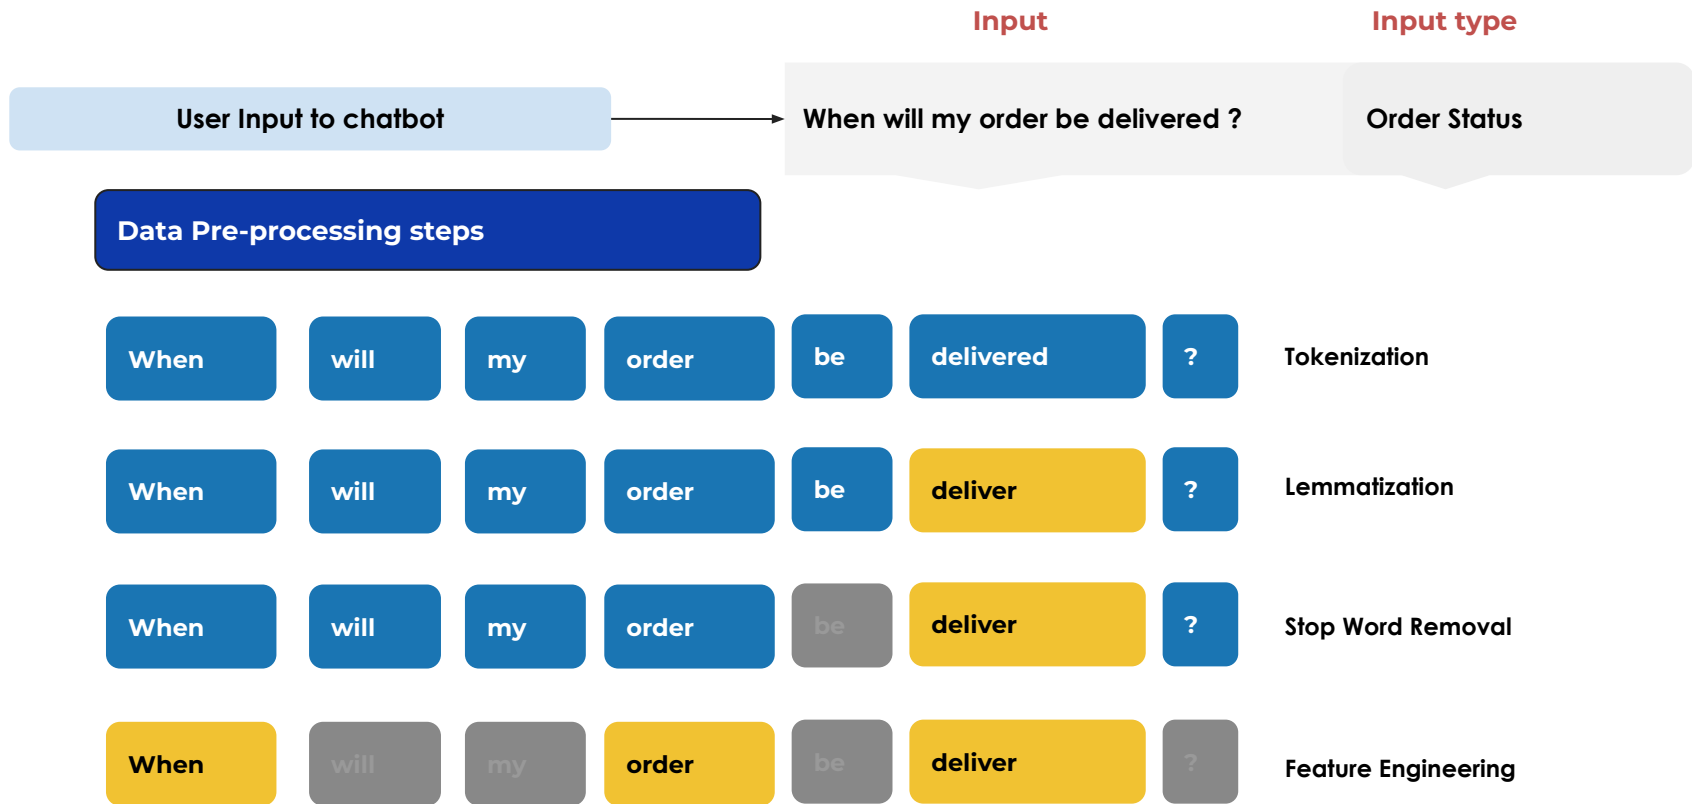 Input Input type
User Input to chatbot When will my order be delivered ? Order Status
Data Pre-processing steps
When will my order be delivered ? Tokenization
When will my order be deliver ? Lemmatization
When will my order be deliver ? Stop Word Removal
When will my order be deliver ? Feature Engineering